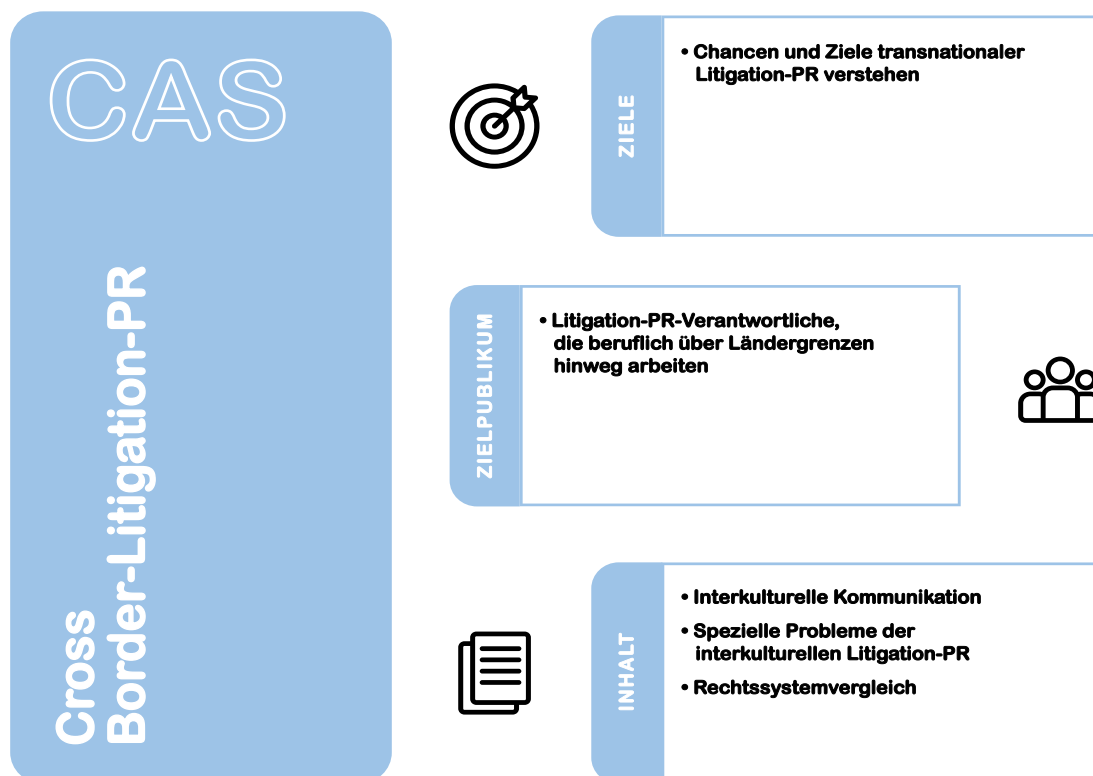 CAS
Cross
Border-Litigation-PR
ZIELE
• Chancen und Ziele transnationaler
Litigation-PR verstehen
ZIELPUBLIKUM
• Litigation-PR-Verantwortliche,
die beruflich über Ländergrenzen
hinweg arbeiten
INHALT
• Interkulturelle Kommunikation
• Spezielle Probleme der
interkulturellen Litigation-PR
• Rechtssystemvergleich